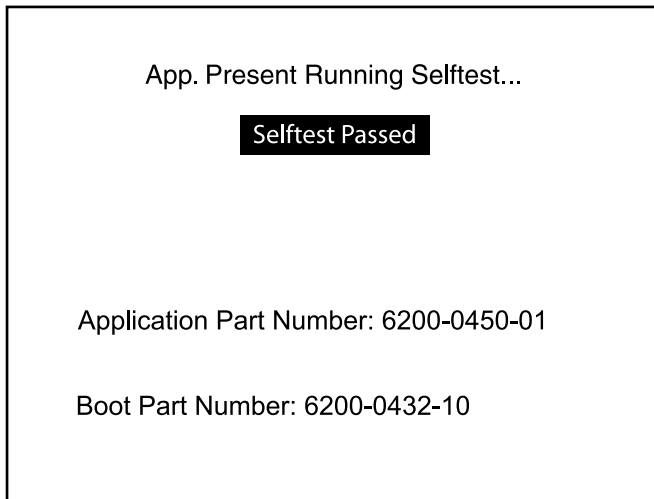 App. Present Running Selftest...
Selftest Passed
Application Part Number: 6200-0450-01
Boot Part Number: 6200-0432-10